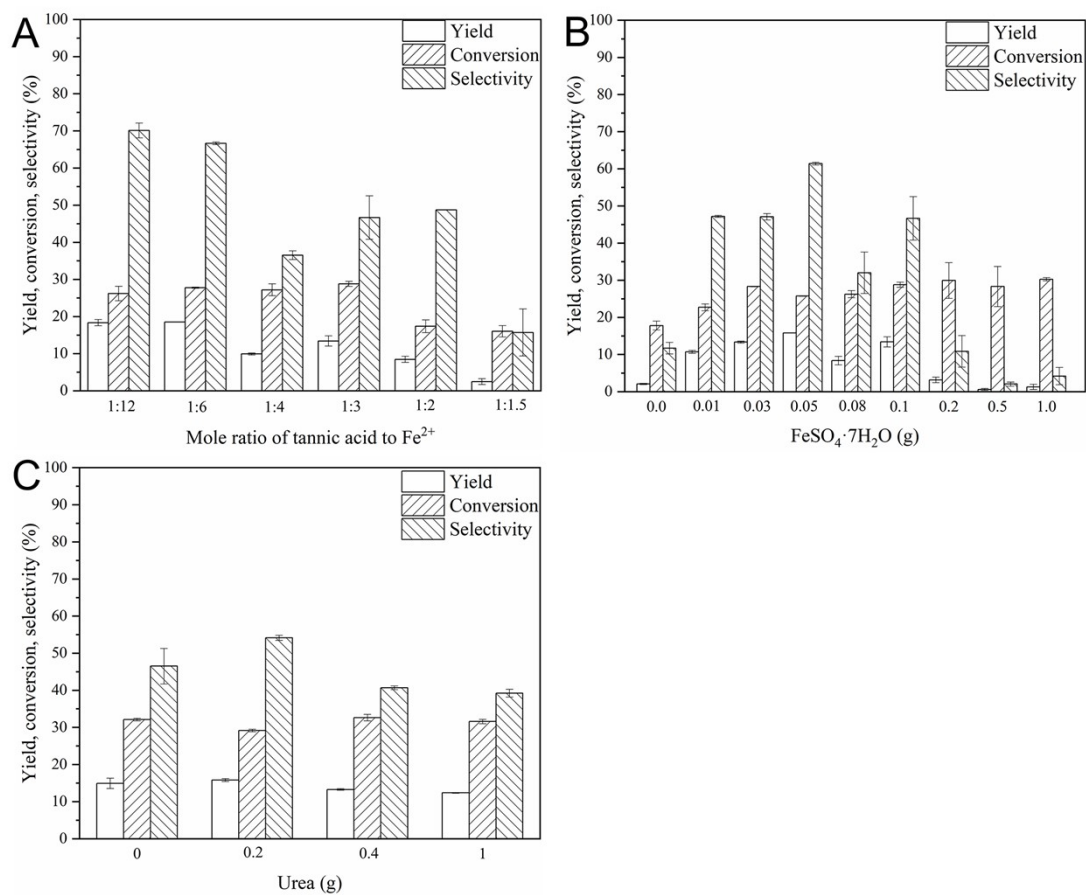 A
Yield, conversion, selectivity (%)
100
90
80
70
60
50
40
30
20
10
0
Yield
Conversion
Selectivity
1:12 1:6 1:4 1:3 1:2 1:1.5
Mole ratio of tannic acid to Fe²⁺
B
Yield, conversion, selectivity (%)
100
90
80
70
60
50
40
30
20
10
0
Yield
Conversion
Selectivity
0.0 0.01 0.03 0.05 0.08 0.1 0.2 0.5 1.0
FeSO₄·7H₂O (g)
C
Yield, conversion, selectivity (%)
100
90
80
70
60
50
40
30
20
10
0
Yield
Conversion
Selectivity
0 0.2 0.4 1
Urea (g)